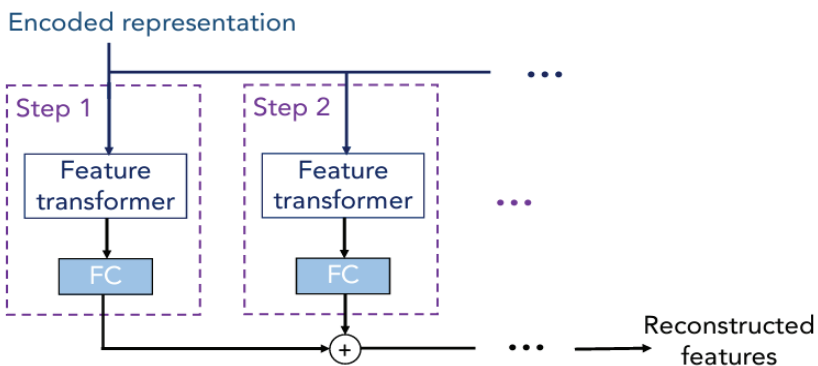 Encoded representation
...
Step 1
Step 2
Feature
transformer
Feature
transformer
...
FC
FC
+
...
Reconstructed
features